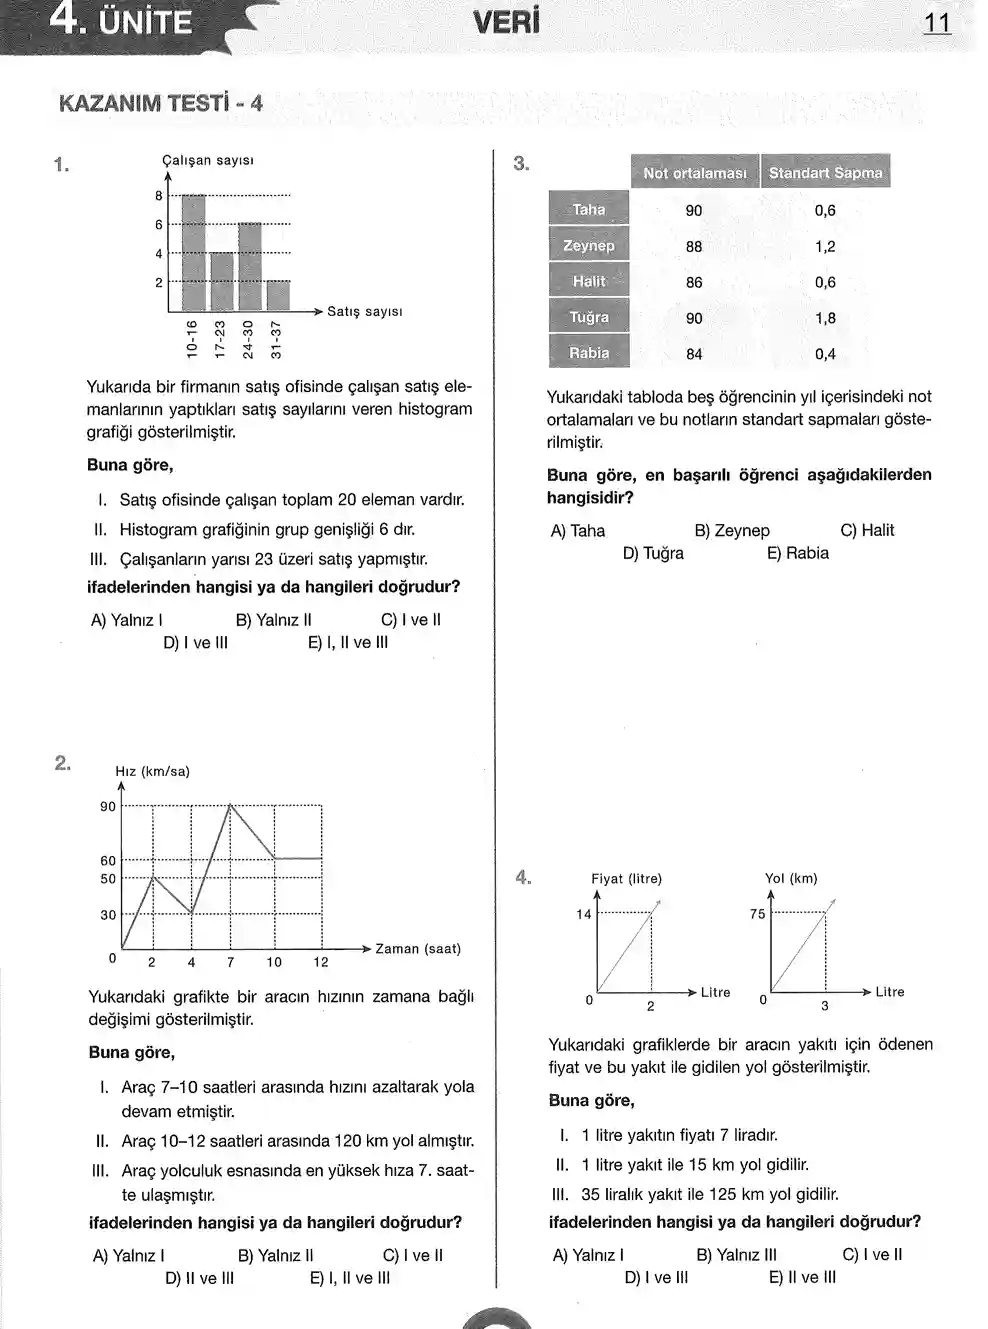 4. ÜNİTE
VERİ
11
KAZANIM TESTİ - 4
1.
Çalışan sayısı
8
6
4
2
Satış sayısı
10-16
17-23
24-30
31-37
Yukarıda bir firmanın satış ofisinde çalışan satış ele-
manlarının yaptıkları satış sayılarını veren histogram
grafiği gösterilmiştir.
Buna göre,
I. Satış ofisinde çalışan toplam 20 eleman vardır.
II. Histogram grafiğinin grup genişliği 6 dır.
III. Çalışanların yarısı 23 üzeri satış yapmıştır.
ifadelerinden hangisi ya da hangileri doğrudur?
A) Yalnız I B) Yalnız II C) I ve II
D) I ve III E) I, II ve III
2.
Hız (km/sa)
90
60
50
30
0 2 4 7 10 12
Zaman (saat)
Yukarıdaki grafikte bir aracın hızının zamana bağlı
değişimi gösterilmiştir.
Buna göre,
I. Araç 7–10 saatleri arasında hızını azaltarak yola
devam etmiştir.
II. Araç 10–12 saatleri arasında 120 km yol almıştır.
III. Araç yolculuk esnasında en yüksek hıza 7. saat-
te ulaşmıştır.
ifadelerinden hangisi ya da hangileri doğrudur?
A) Yalnız I B) Yalnız II C) I ve II
D) II ve III E) I, II ve III
3.
Not ortalaması Standart Sapma
Taha 90 0,6
Zeynep 88 1,2
Halit 86 0,6
Tuğra 90 1,8
Rabia 84 0,4
Yukarıdaki tabloda beş öğrencinin yıl içerisindeki not
ortalamaları ve bu notların standart sapmaları göste-
rilmiştir.
Buna göre, en başarılı öğrenci aşağıdakilerden
hangisidir?
A) Taha B) Zeynep C) Halit
D) Tuğra E) Rabia
4.
Fiyat (litre)
14
0 2
Litre
Yol (km)
75
0 3
Litre
Yukarıdaki grafiklerde bir aracın yakıtı için ödenen
fiyat ve bu yakıt ile gidilen yol gösterilmiştir.
Buna göre,
I. 1 litre yakıtın fiyatı 7 liradır.
II. 1 litre yakıt ile 15 km yol gidilir.
III. 35 liralık yakıt ile 125 km yol gidilir.
ifadelerinden hangisi ya da hangileri doğrudur?
A) Yalnız I B) Yalnız III C) I ve II
D) I ve III E) II ve III